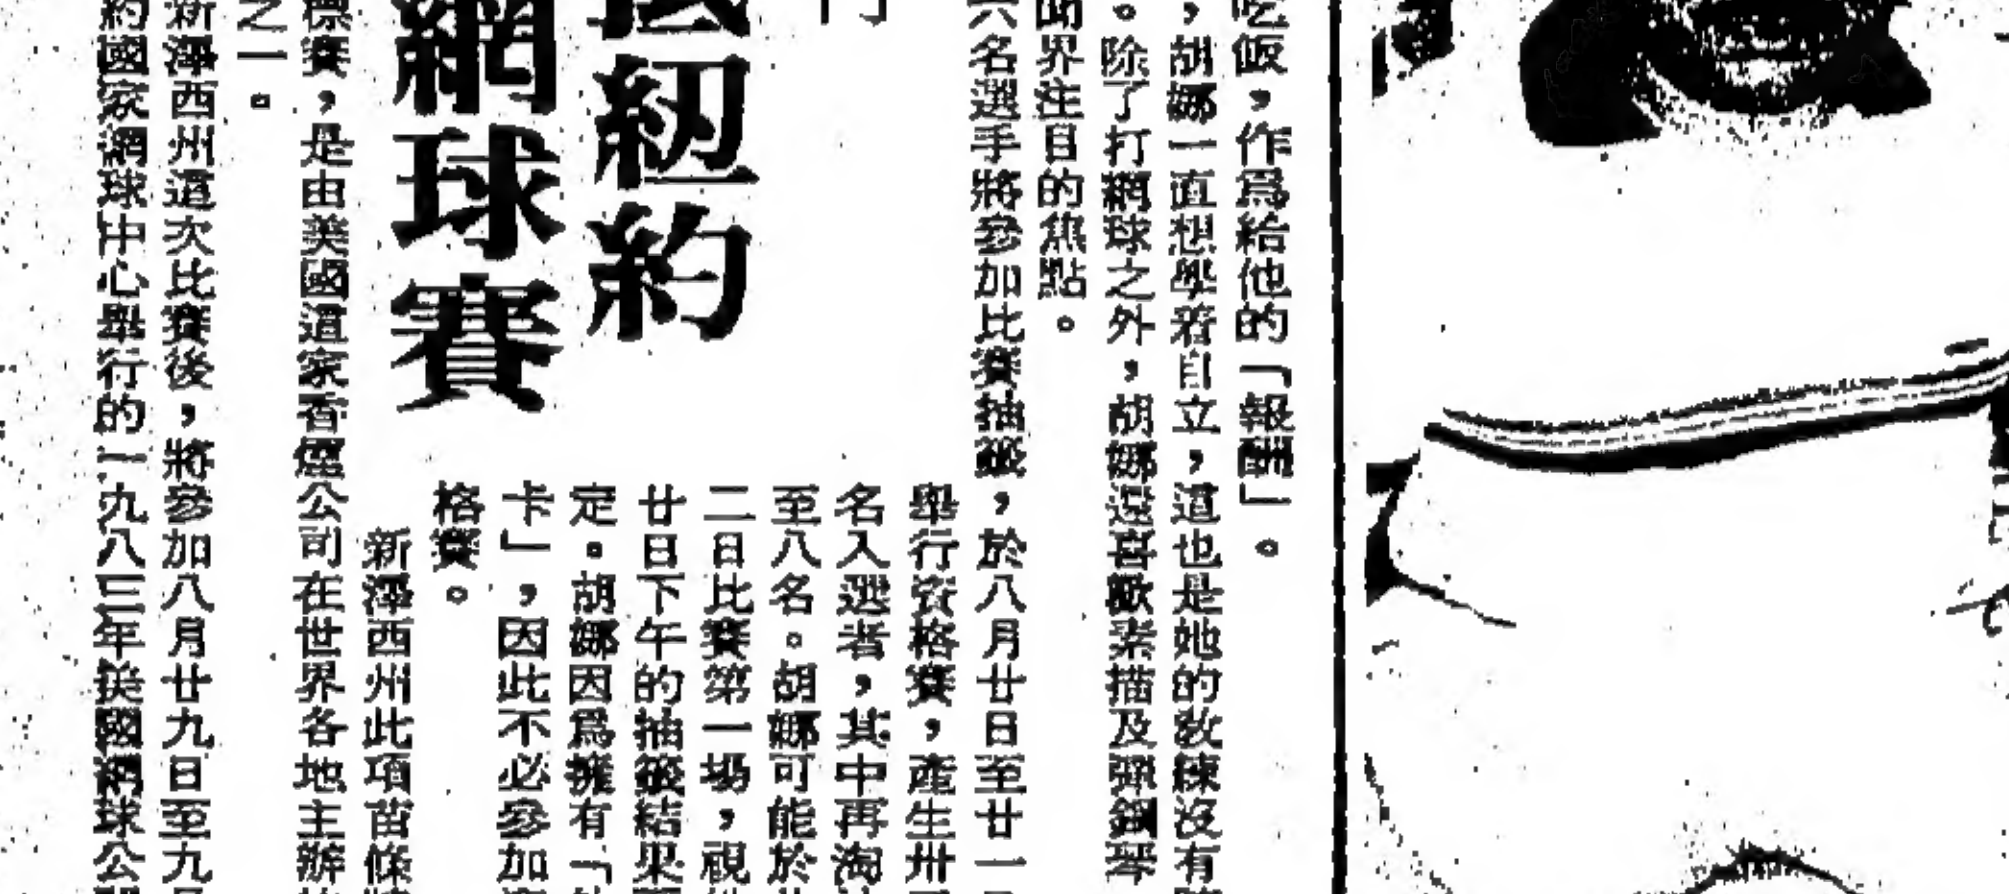 吃飯，作爲給他的「報酬」。
，胡娜一直想學着自立，這也是她的教練沒有
。除了打網球之外，胡娜還喜歡素描及彈鋼琴
聞界注目的焦點。
六名選手將參加比賽抽籤，於八月廿日至廿一
舉行資格賽，產生卅
名入選者，其中再淘
至八名。胡娜可能於
二日比賽第一場，視
廿日下午的抽籤結果
定。胡娜因爲擁有「
卡」，因此不必參加
格賽。
紐約
網球賽
新澤西州此項苗條
標賽，是由美國這家香煙公司在世界各地主辦
之一。
新澤西州這次比賽後，將參加八月廿九日至九
約國家網球中心舉行的一九八三年美國網球公開